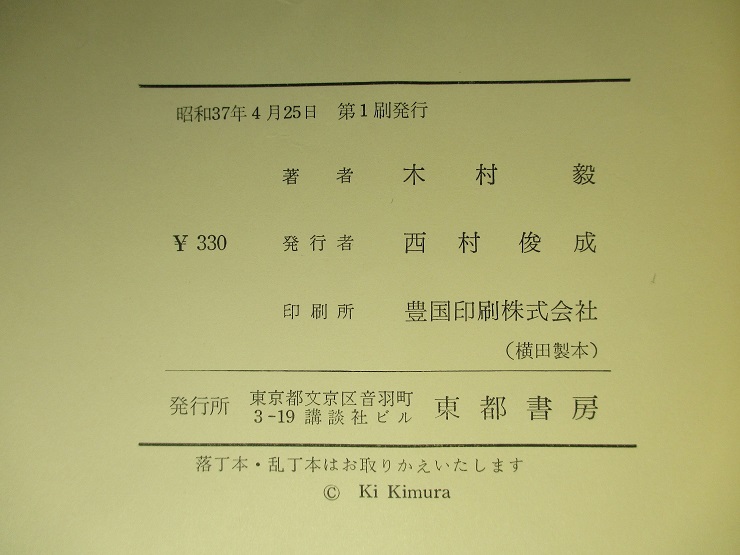 昭和37年4月25日 第1刷発行
著者 木村毅
¥330 発行者 西村俊成
印刷所 豊国印刷株式会社
（横田製本）
発行所 東京都文京区音羽町 東都書房
3-19 講談社ビル
落丁本・乱丁本はお取りかえいたします
© Ki Kimura